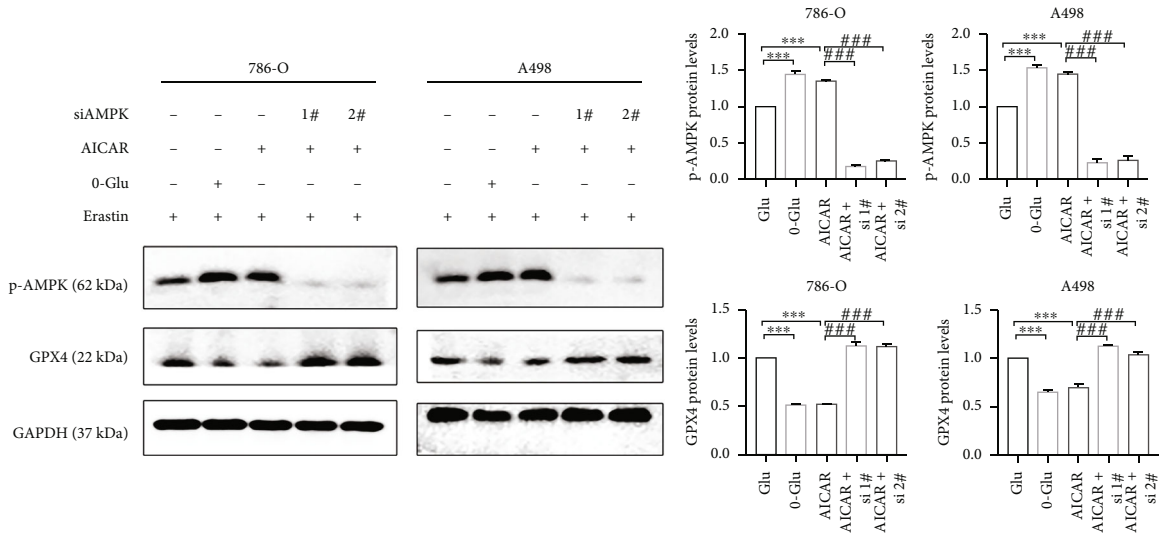 786-O A498
siAMPK – – – 1# 2# – – – 1# 2#
AICAR – – + + + – – + + +
0-Glu – + – – – – + – – –
Erastin + + + + + + + + + +
p-AMPK (62 kDa)
GPX4 (22 kDa)
GAPDH (37 kDa)
786-O
p-AMPK protein levels
2.0
1.5
1.0
0.5
0.0
*** ###
*** ###
Glu
0-Glu
AICAR
AICAR +
si 1#
AICAR +
si 2#
A498
p-AMPK protein levels
2.0
1.5
1.0
0.5
0.0
*** ###
*** ###
Glu
0-Glu
AICAR
AICAR +
si 1#
AICAR +
si 2#
786-O
GPX4 protein levels
1.5
1.0
0.5
0.0
*** ###
*** ###
Glu
0-Glu
AICAR
AICAR +
si 1#
AICAR +
si 2#
A498
GPX4 protein levels
1.5
1.0
0.5
0.0
*** ###
*** ###
Glu
0-Glu
AICAR
AICAR +
si 1#
AICAR +
si 2#